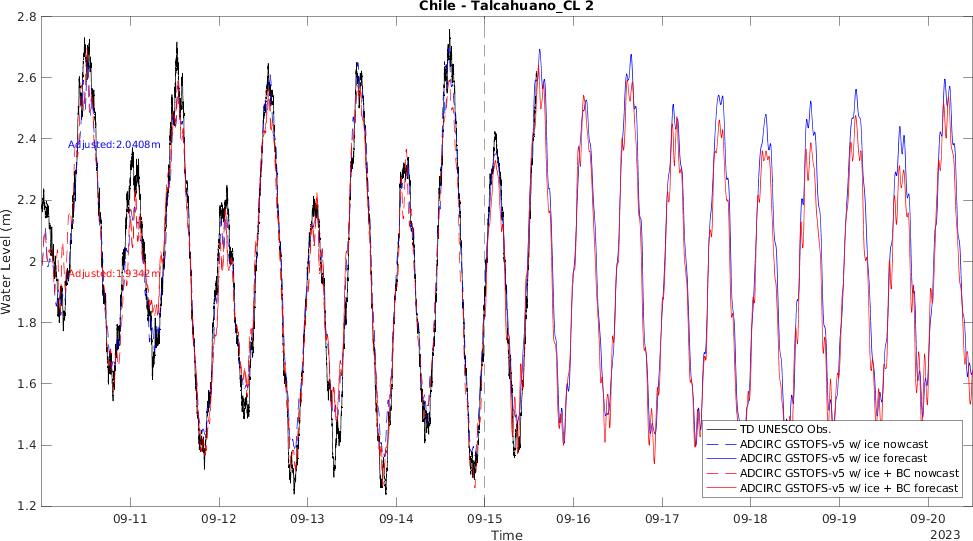 Chile - Talcahuano_CL 2
2.8
2.6
2.4
2.2
2
1.8
1.6
1.4
1.2
Water Level (m)
Adjusted:2.0408m
Adjusted:1.9342m
TD UNESCO Obs.
ADCIRC GSTOFS-v5 w/ ice nowcast
ADCIRC GSTOFS-v5 w/ ice forecast
ADCIRC GSTOFS-v5 w/ ice + BC nowcast
ADCIRC GSTOFS-v5 w/ ice + BC forecast
09-11 09-12 09-13 09-14 09-15 09-16 09-17 09-18 09-19 09-20
2023
Time